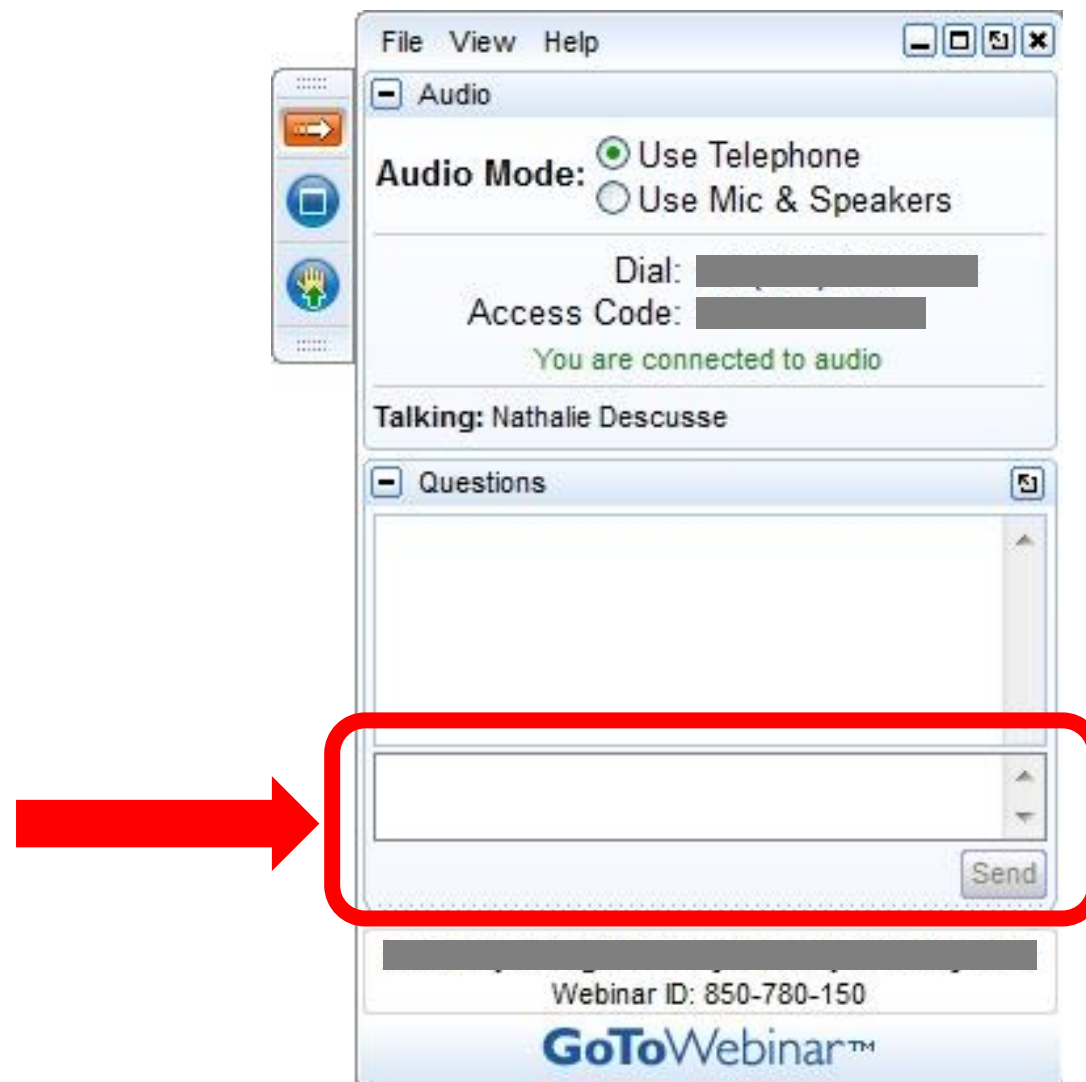 File View Help
Audio
Audio Mode:
Use Telephone
Use Mic & Speakers
Dial:
Access Code:
You are connected to audio
Talking: Nathalie Descusse
Questions
Send
Webinar ID: 850-780-150
GoToWebinar™